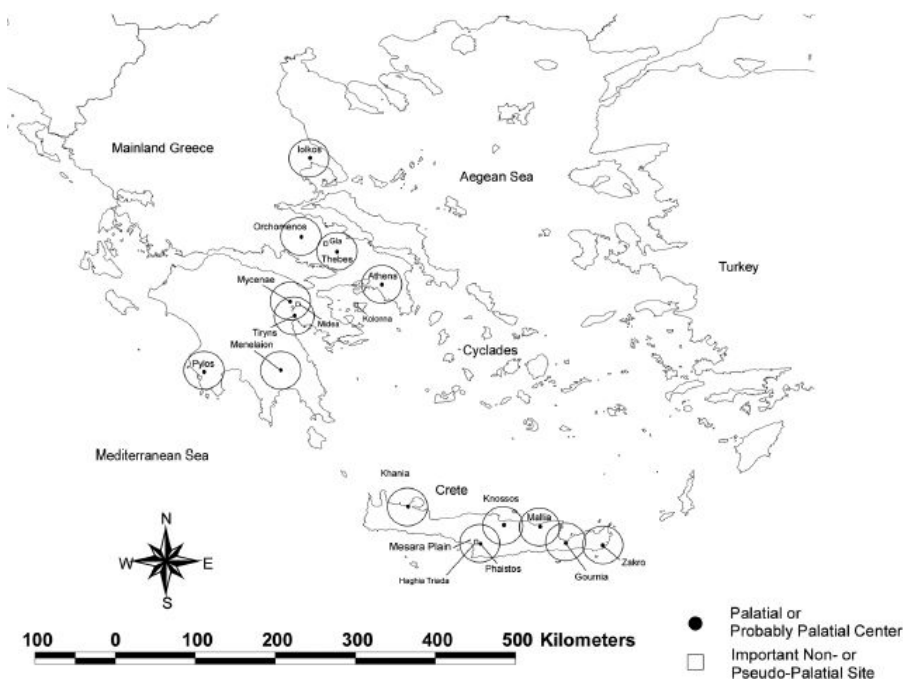 Iolkos
Mainland Greece
Aegean Sea
Orchomenos
Gla
Thebes
Turkey
Athens
Mycenae
Kolonna
Midea
Tiryns
Menelaion
Cyclades
Pylos
Mediterranean Sea
Khania
Crete
Knossos
Mallia
Mesara Plain
Haghia Triada
Phaistos
Gournia
Zakro
N
W E
S
100 0 100 200 300 400 500 Kilometers
Palatial or
Probably Palatial Center
Important Non- or
Pseudo-Palatial Site